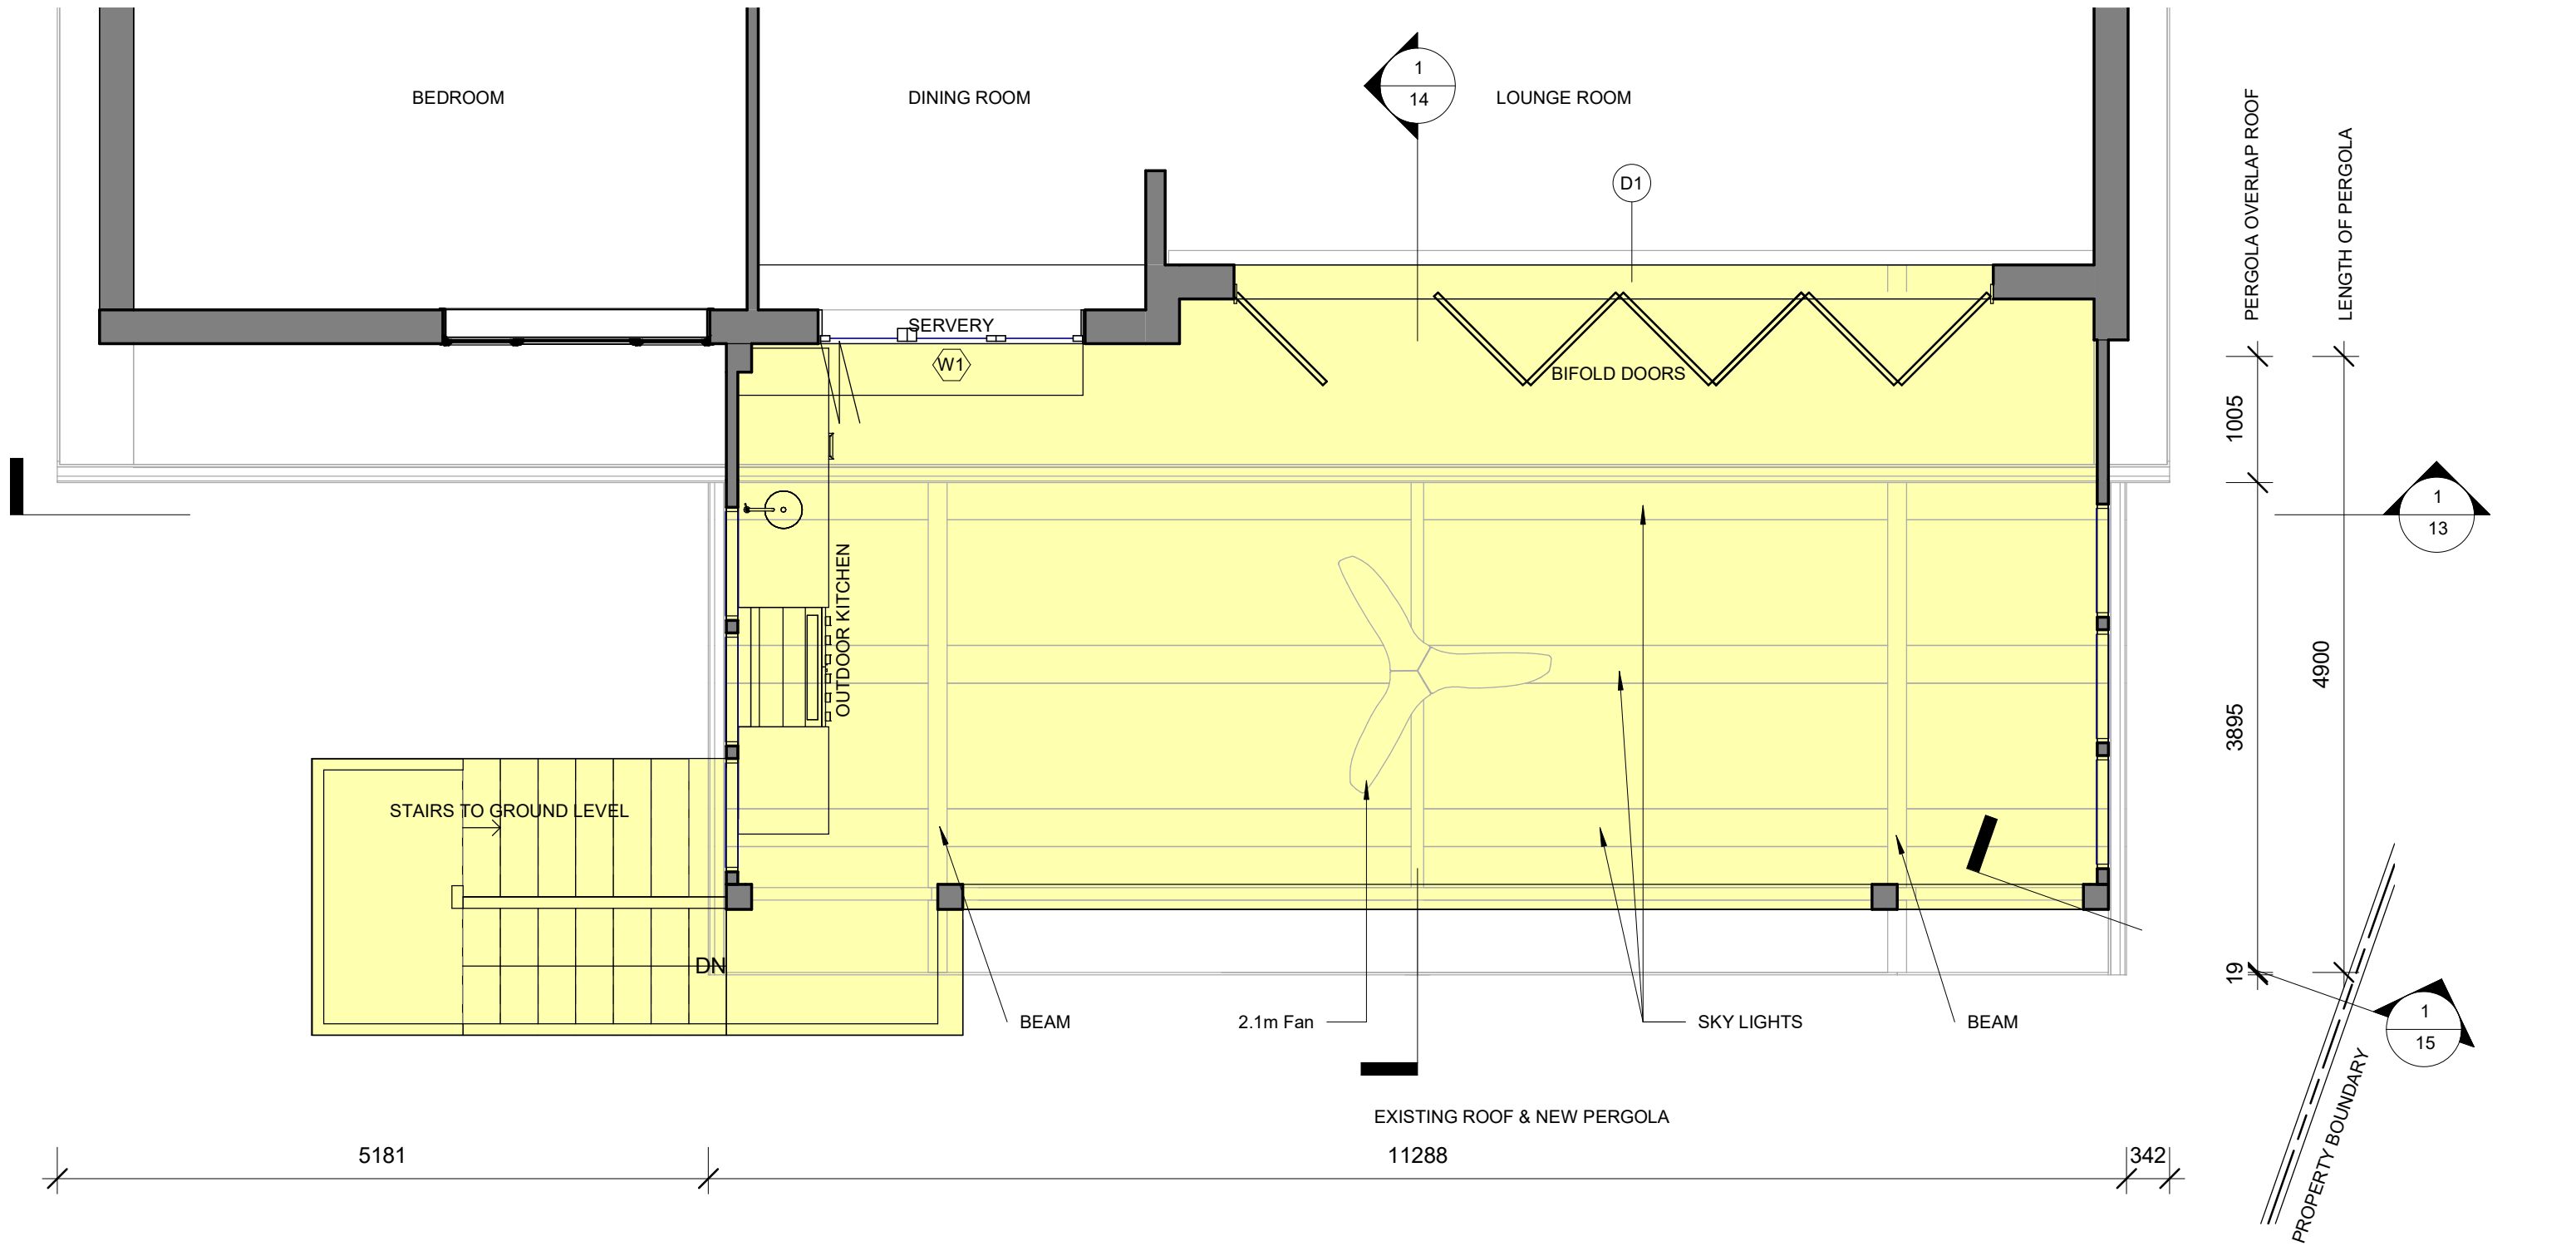 BEDROOM
DINING ROOM
1
14
LOUNGE ROOM
D1
PERGOLA OVERLAP ROOF
LENGTH OF PERGOLA
SERVERY
W1
BIFOLD DOORS
1005
1
13
OUTDOOR KITCHEN
4900
3895
STAIRS TO GROUND LEVEL
DN
19
BEAM
2.1m Fan
SKY LIGHTS
BEAM
1
15
PROPERTY BOUNDARY
EXISTING ROOF & NEW PERGOLA
5181
11288
342